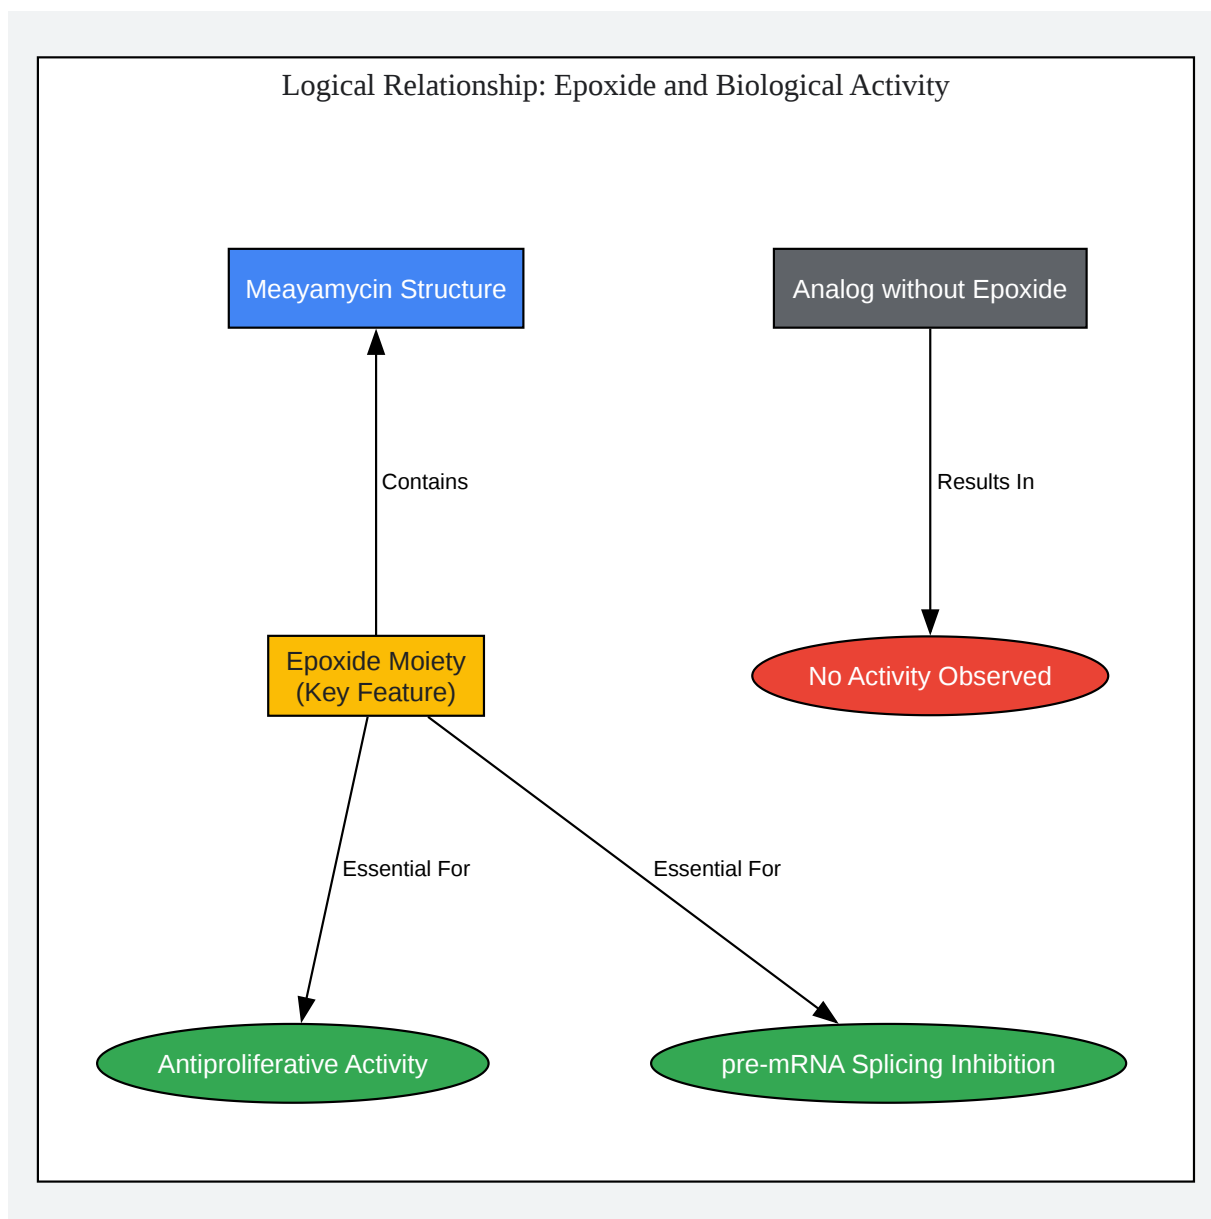 Logical Relationship: Epoxide and Biological Activity
Meayamycin Structure
Analog without Epoxide
Contains
Results In
Epoxide Moiety
(Key Feature)
No Activity Observed
Essential For
Essential For
Antiproliferative Activity
pre-mRNA Splicing Inhibition